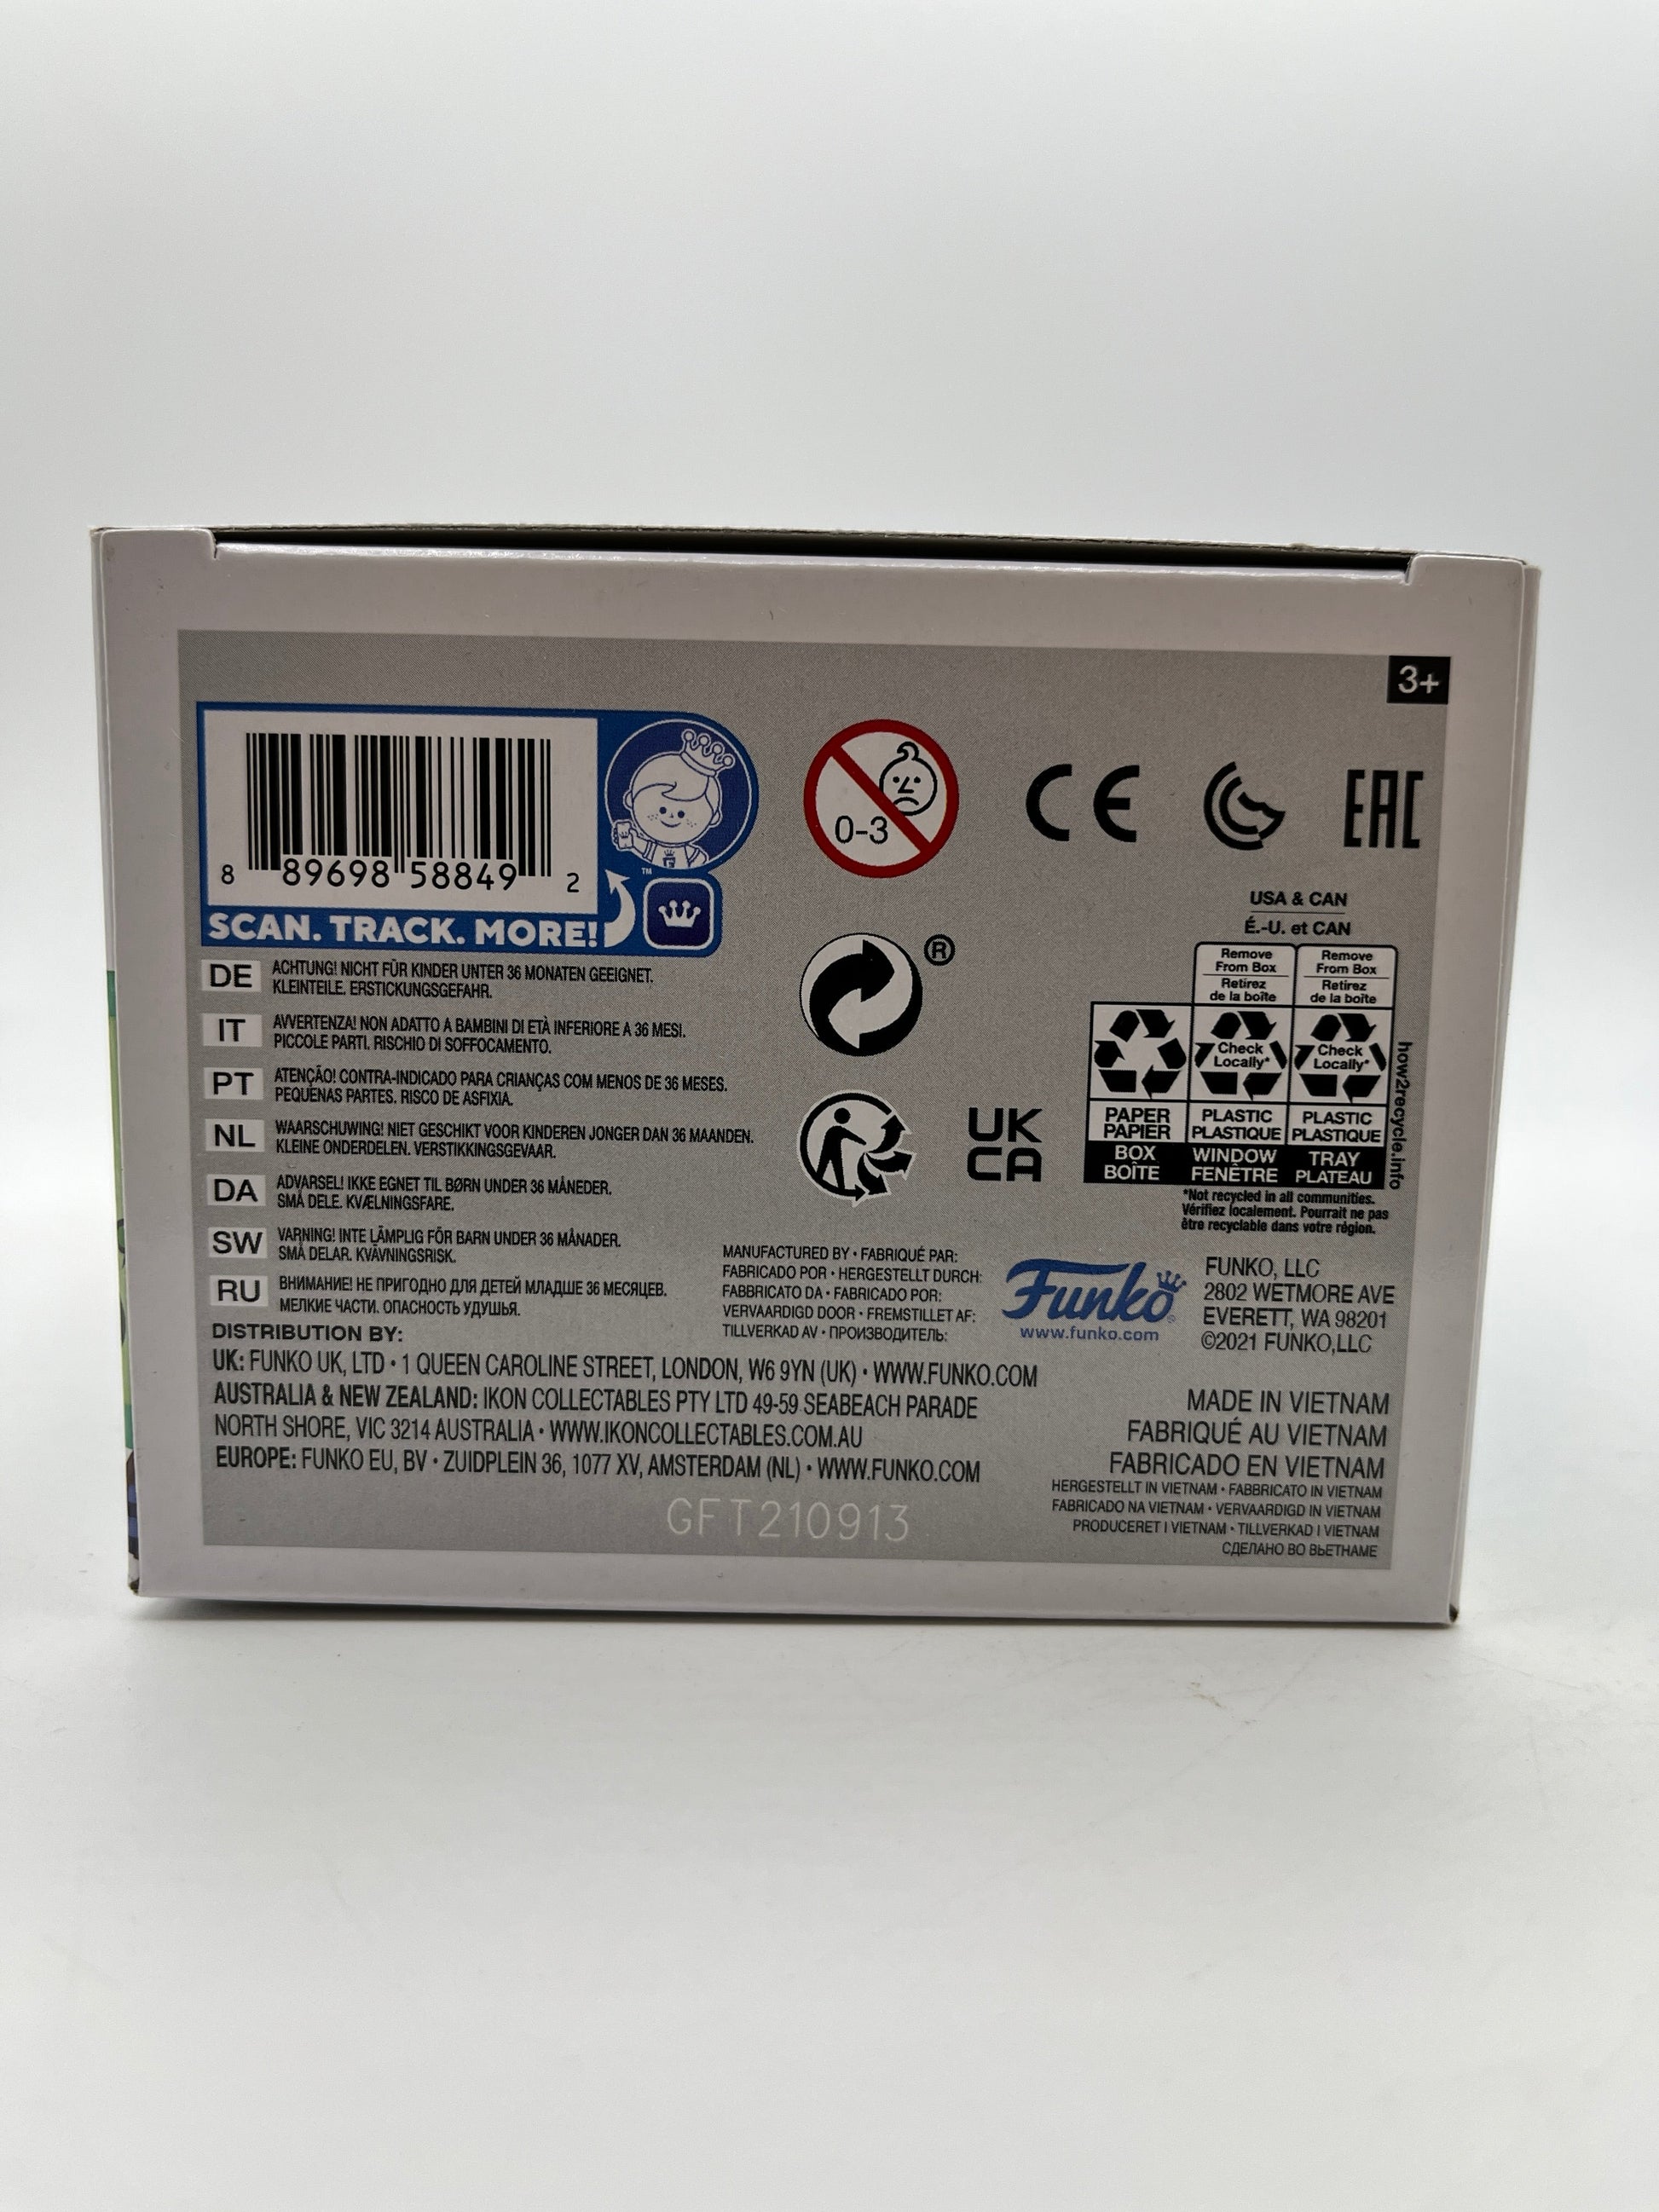 3+
8 89698 58849 2
SCAN. TRACK. MORE!
™
0-3
CE
EAC
®
DE ACHTUNG! NICHT FÜR KINDER UNTER 36 MONATEN GEEIGNET.
KLEINTEILE. ERSTICKUNGSGEFAHR.
IT AVVERTENZA! NON ADATTO A BAMBINI DI ETÀ INFERIORE A 36 MESI.
PICCOLE PARTI. RISCHIO DI SOFFOCAMENTO.
PT ATENÇÃO! CONTRA-INDICADO PARA CRIANÇAS COM MENOS DE 36 MESES.
PEQUENAS PARTES. RISCO DE ASFIXIA.
NL WAARSCHUWING! NIET GESCHIKT VOOR KINDEREN JONGER DAN 36 MAANDEN.
KLEINE ONDERDELEN. VERSTIKKINGSGEVAAR.
DA ADVARSEL! IKKE EGNET TIL BØRN UNDER 36 MÅNEDER.
SMÅ DELE. KVÆLNINGSFARE.
SW VARNING! INTE LÄMPLIG FÖR BARN UNDER 36 MÅNADER.
SMÅ DELAR. KVÄVNINGSRISK.
RU ВНИМАНИЕ! НЕ ПРИГОДНО ДЛЯ ДЕТЕЙ МЛАДШЕ 36 МЕСЯЦЕВ.
МЕЛКИЕ ЧАСТИ. ОПАСНОСТЬ УДУШЬЯ.
UK
CA
USA & CAN
É.-U. et CAN
Remove
From Box
Retirez
de la boîte
Remove
From Box
Retirez
de la boîte
Check
Locally*
Check
Locally*
PAPER
PAPIER
BOX
BOÎTE
PLASTIC
PLASTIQUE
WINDOW
FENÊTRE
PLASTIC
PLASTIQUE
TRAY
PLATEAU
how2recycle.info
*Not recycled in all communities.
Vérifiez localement. Pourrait ne pas
être recyclable dans votre région.
MANUFACTURED BY • FABRIQUÉ PAR:
FABRICADO POR • HERGESTELLT DURCH:
FABBRICATO DA • FABRICADO POR:
VERVAARDIGD DOOR • FREMSTILLET AF:
TILLVERKAD AV • ПРОИЗВОДИТЕЛЬ:
Funko
www.funko.com
FUNKO, LLC
2802 WETMORE AVE
EVERETT, WA 98201
©2021 FUNKO,LLC
DISTRIBUTION BY:
UK: FUNKO UK, LTD • 1 QUEEN CAROLINE STREET, LONDON, W6 9YN (UK) • WWW.FUNKO.COM
AUSTRALIA & NEW ZEALAND: IKON COLLECTABLES PTY LTD 49-59 SEABEACH PARADE
NORTH SHORE, VIC 3214 AUSTRALIA • WWW.IKONCOLLECTABLES.COM.AU
EUROPE: FUNKO EU, BV • ZUIDPLEIN 36, 1077 XV, AMSTERDAM (NL) • WWW.FUNKO.COM
MADE IN VIETNAM
FABRIQUÉ AU VIETNAM
FABRICADO EN VIETNAM
HERGESTELLT IN VIETNAM • FABBRICATO IN VIETNAM
FABRICADO NA VIETNAM • VERVAARDIGD IN VIETNAM
PRODUCERET I VIETNAM • TILLVERKAD I VIETNAM
СДЕЛАНО ВО ВЬЕТНАМЕ
GFT210913